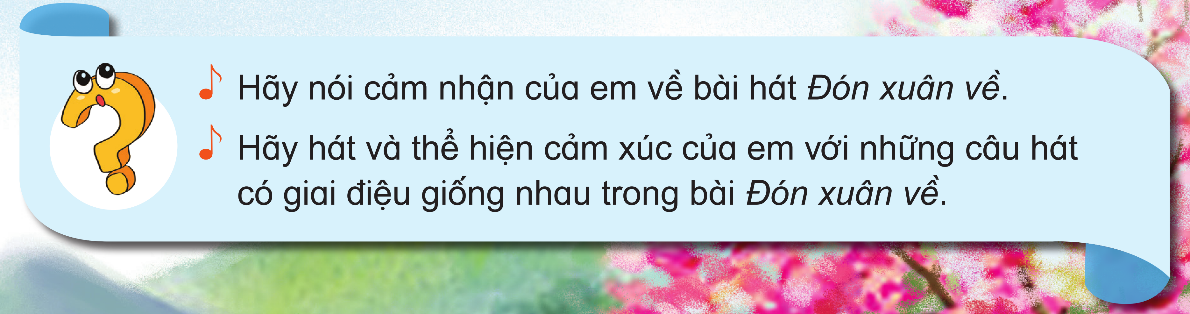 Hãy nói cảm nhận của em về bài hát Đón xuân về.
Hãy hát và thể hiện cảm xúc của em với những câu hát
có giai điệu giống nhau trong bài Đón xuân về.